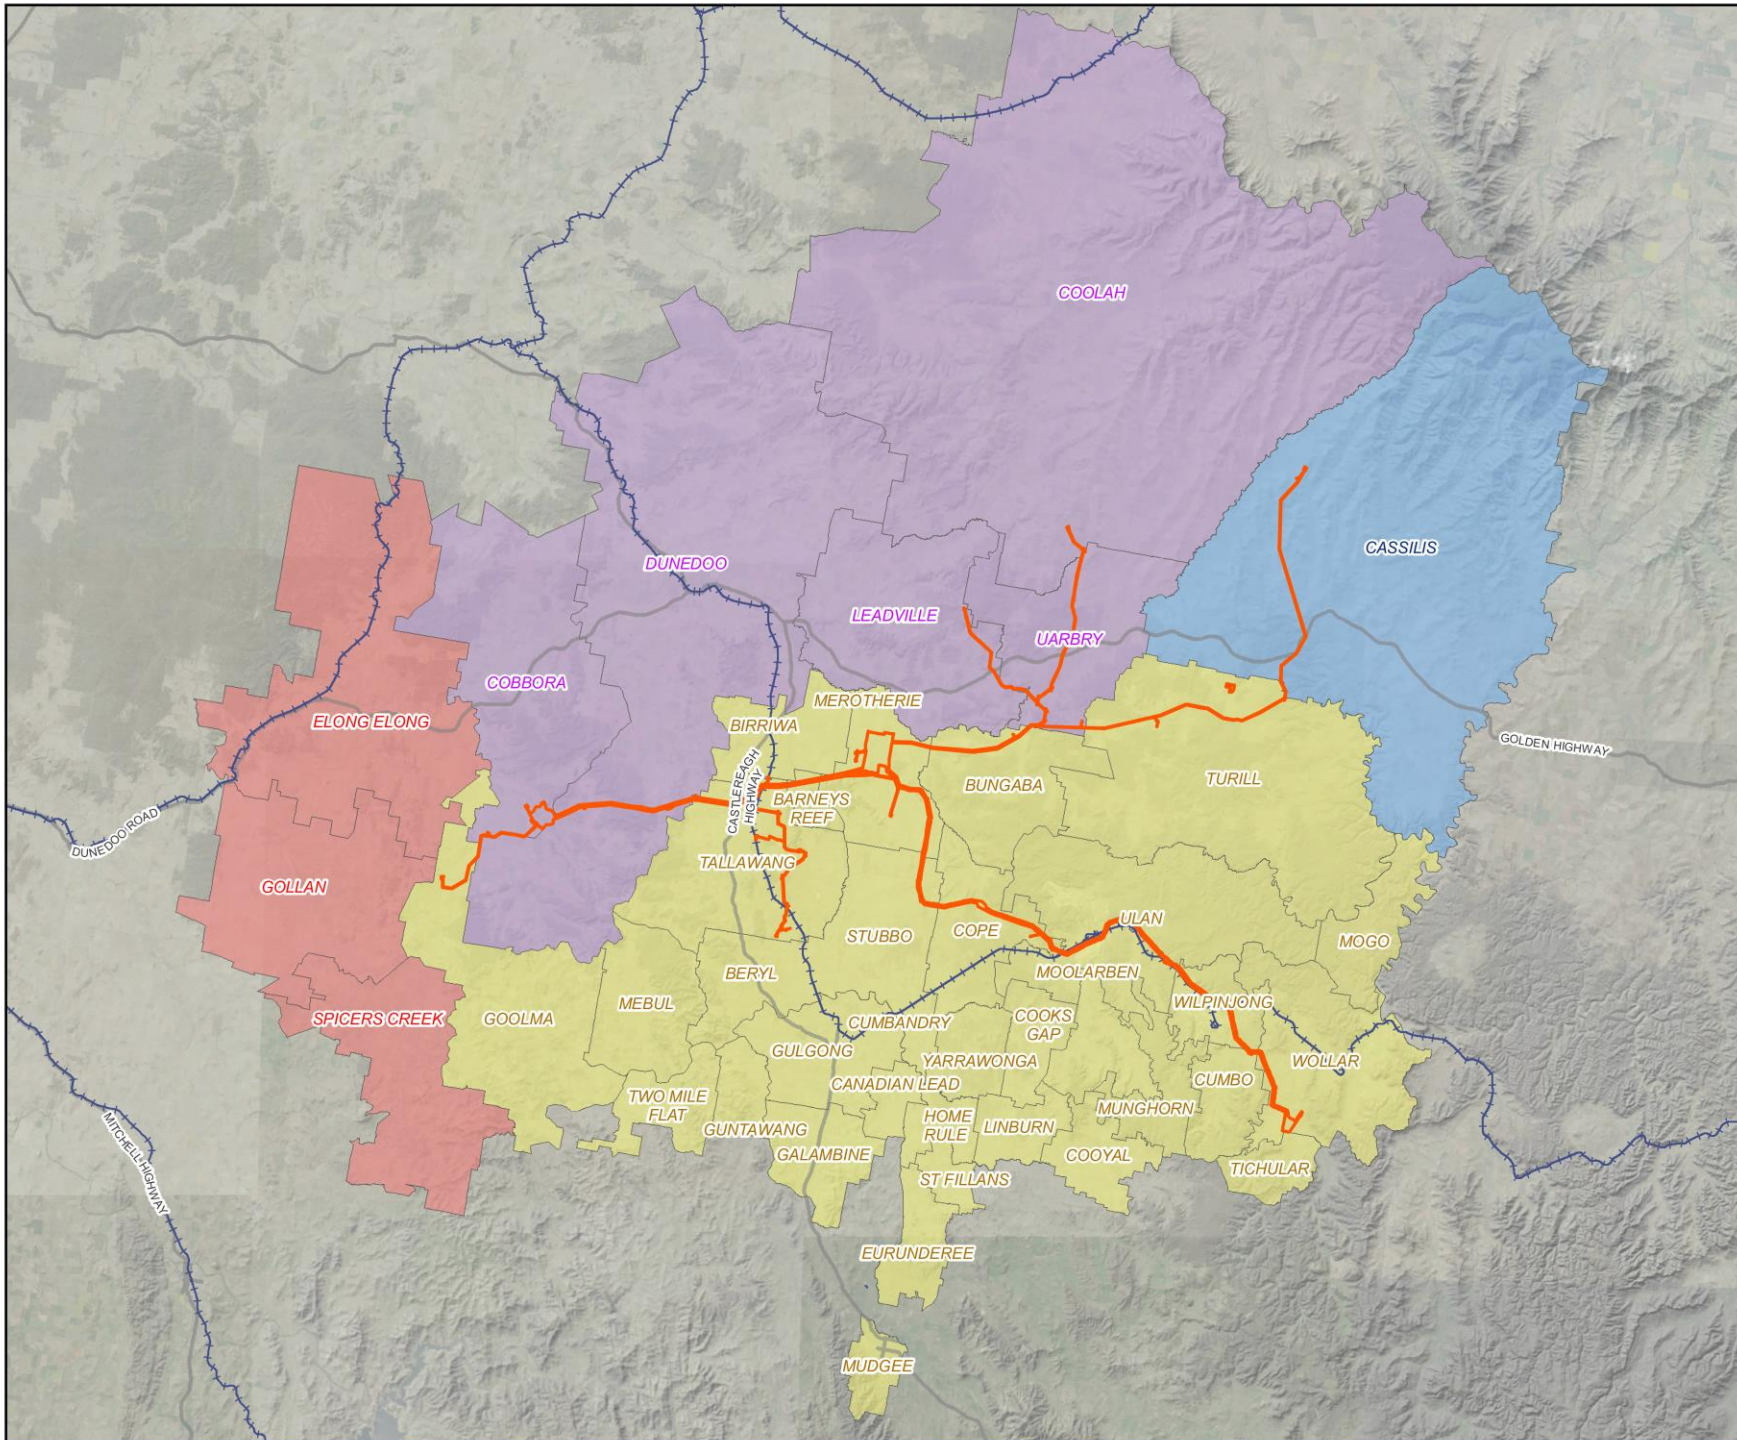 COOLAH
CASSILIS
DUNEDOO
LEADVILLE
UARBRY
COBBORA
MEROTHERIE
ELONG ELONG
BIRRIWA
GOLDEN HIGHWAY
TURILL
BUNGABA
CASTLEREAGH
HIGHWAY
BARNEYS
REEF
DUNEDOO ROAD
TALLAWANG
GOLLAN
ULAN
STUBBO
COPE
MOGO
BERYL
MOOLARBEN
MEBUL
WILPINJONG
SPICERS CREEK
GOOLMA
CUMBANDRY
COOKS
GAP
GULGONG
YARRAWONGA
WOLLAR
CANADIAN LEAD
CUMBO
TWO MILE
FLAT
MUNGHORN
HOME
RULE
LINBURN
GUNTAWANG
GALAMBINE
COOYAL
MITCHELL HIGHWAY
TICHULAR
ST FILLANS
EURUNDEREE
MUDGEE